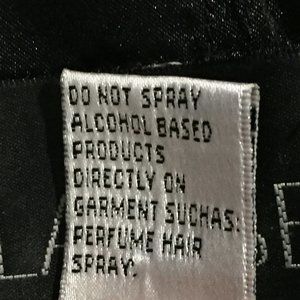 DO NOT SPRAY
ALCOHOL BASED
PRODUCTS
DIRECTLY ON
GARMENT SUCHAS:
PERFUME HAIR
SPRAY.